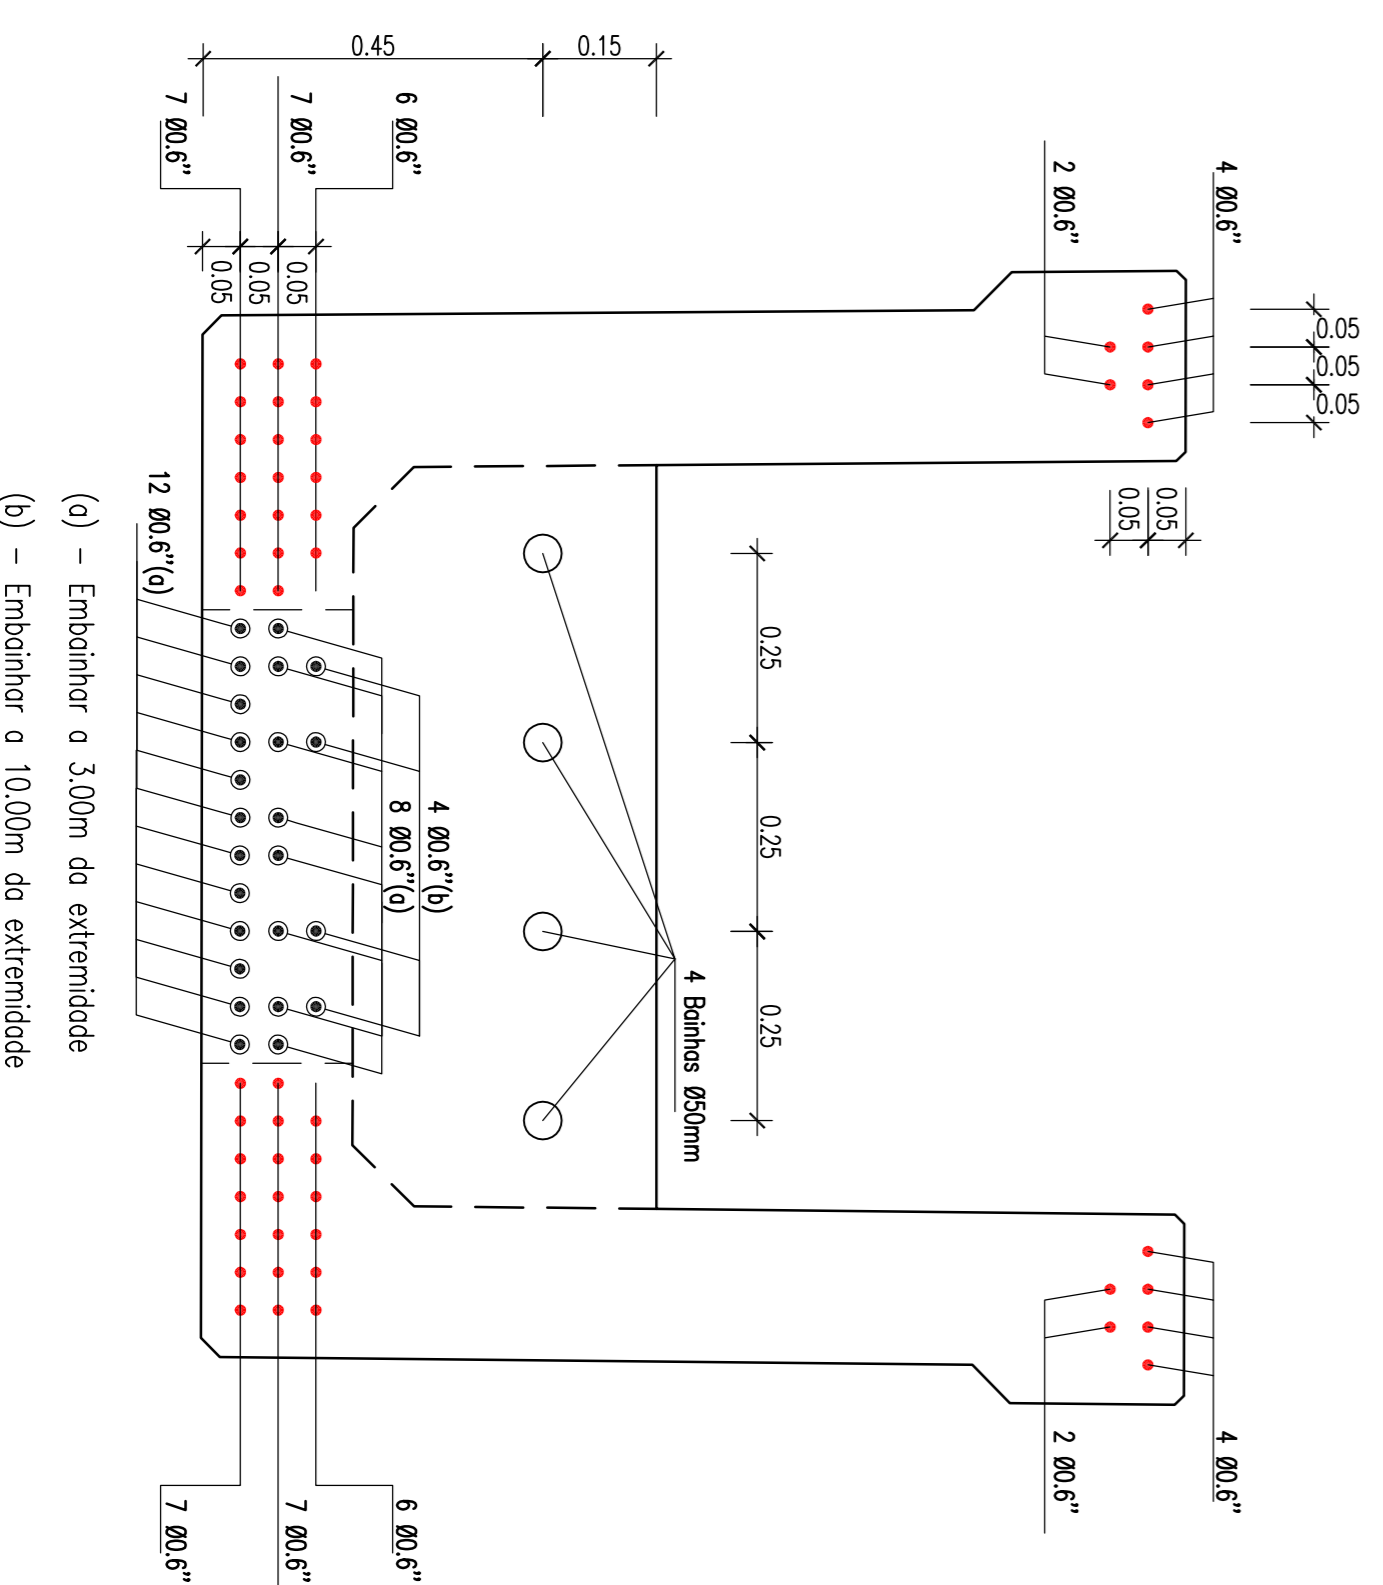 4 Ø0.6”
4 Ø0.6”
0.05
0.05
0.05
0.05
0.05
2 Ø0.6”
2 Ø0.6”
0.25
0.25
0.25
4 Bainhas Ø50mm
0.15
0.45
4 Ø0.6”(b)
8 Ø0.6”(a)
6 Ø0.6”
6 Ø0.6”
7 Ø0.6”
7 Ø0.6”
7 Ø0.6”
7 Ø0.6”
0.05
0.05
0.05
12 Ø0.6”(a)
(a) – Embainhar a 3.00m da extremidade
(b) – Embainhar a 10.00m da extremidade